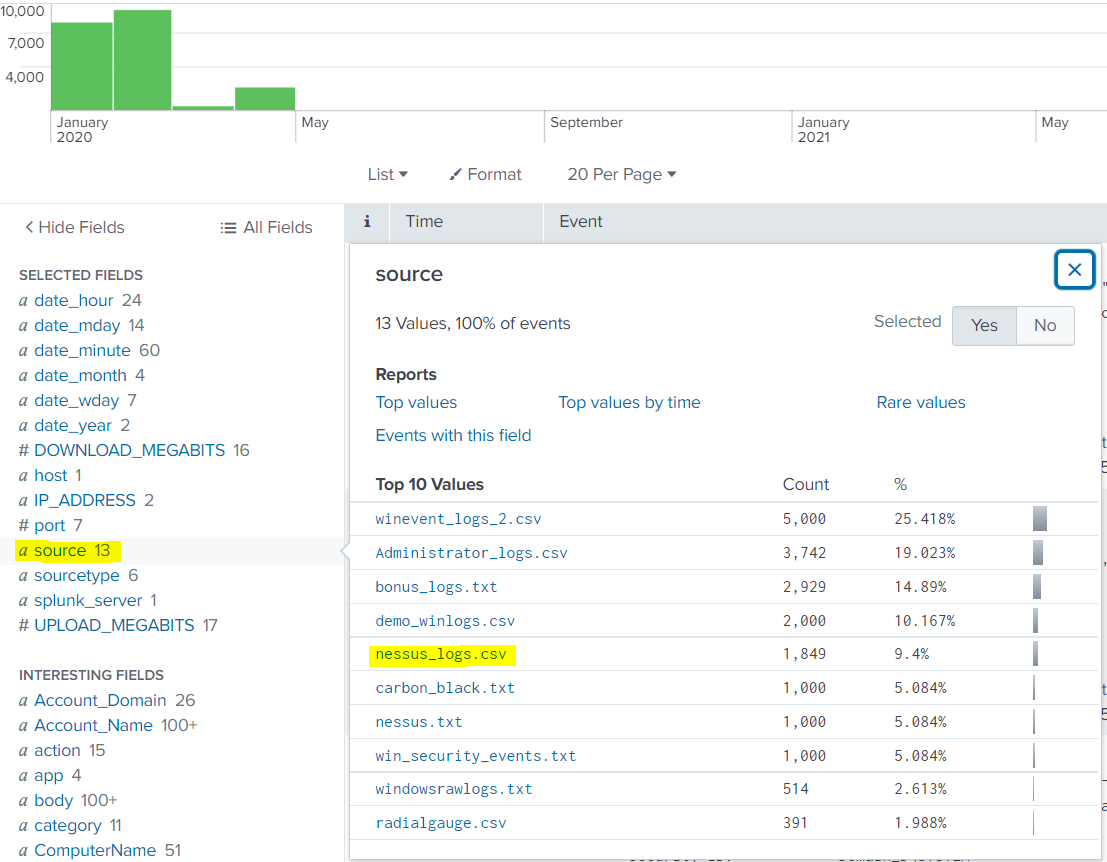 10,000
7,000
4,000
January May September January May
2020 2021
List Format 20 Per Page
Hide Fields All Fields i Time Event
SELECTED FIELDS
a date_hour 24
a date_mday 14
a date_minute 60
a date_month 4
a date_wday 7
a date_year 2
# DOWNLOAD_MEGABITS 16
a host 1
a IP_ADDRESS 2
# port 7
a source 13
a sourcetype 6
a splunk_server 1
# UPLOAD_MEGABITS 17
INTERESTING FIELDS
a Account_Domain 26
a Account_Name 100+
a action 15
a app 4
a body 100+
a category 11
a ComputerName 51
source
13 Values, 100% of events Selected Yes No
Reports
Top values Top values by time Rare values
Events with this field
Top 10 Values Count %
winevent_logs_2.csv 5,000 25.418%
Administrator_logs.csv 3,742 19.023%
bonus_logs.txt 2,929 14.89%
demo_winlogs.csv 2,000 10.167%
nessus_logs.csv 1,849 9.4%
carbon_black.txt 1,000 5.084%
nessus.txt 1,000 5.084%
win_security_events.txt 1,000 5.084%
windowsrawlogs.txt 514 2.613%
radialgauge.csv 391 1.988%